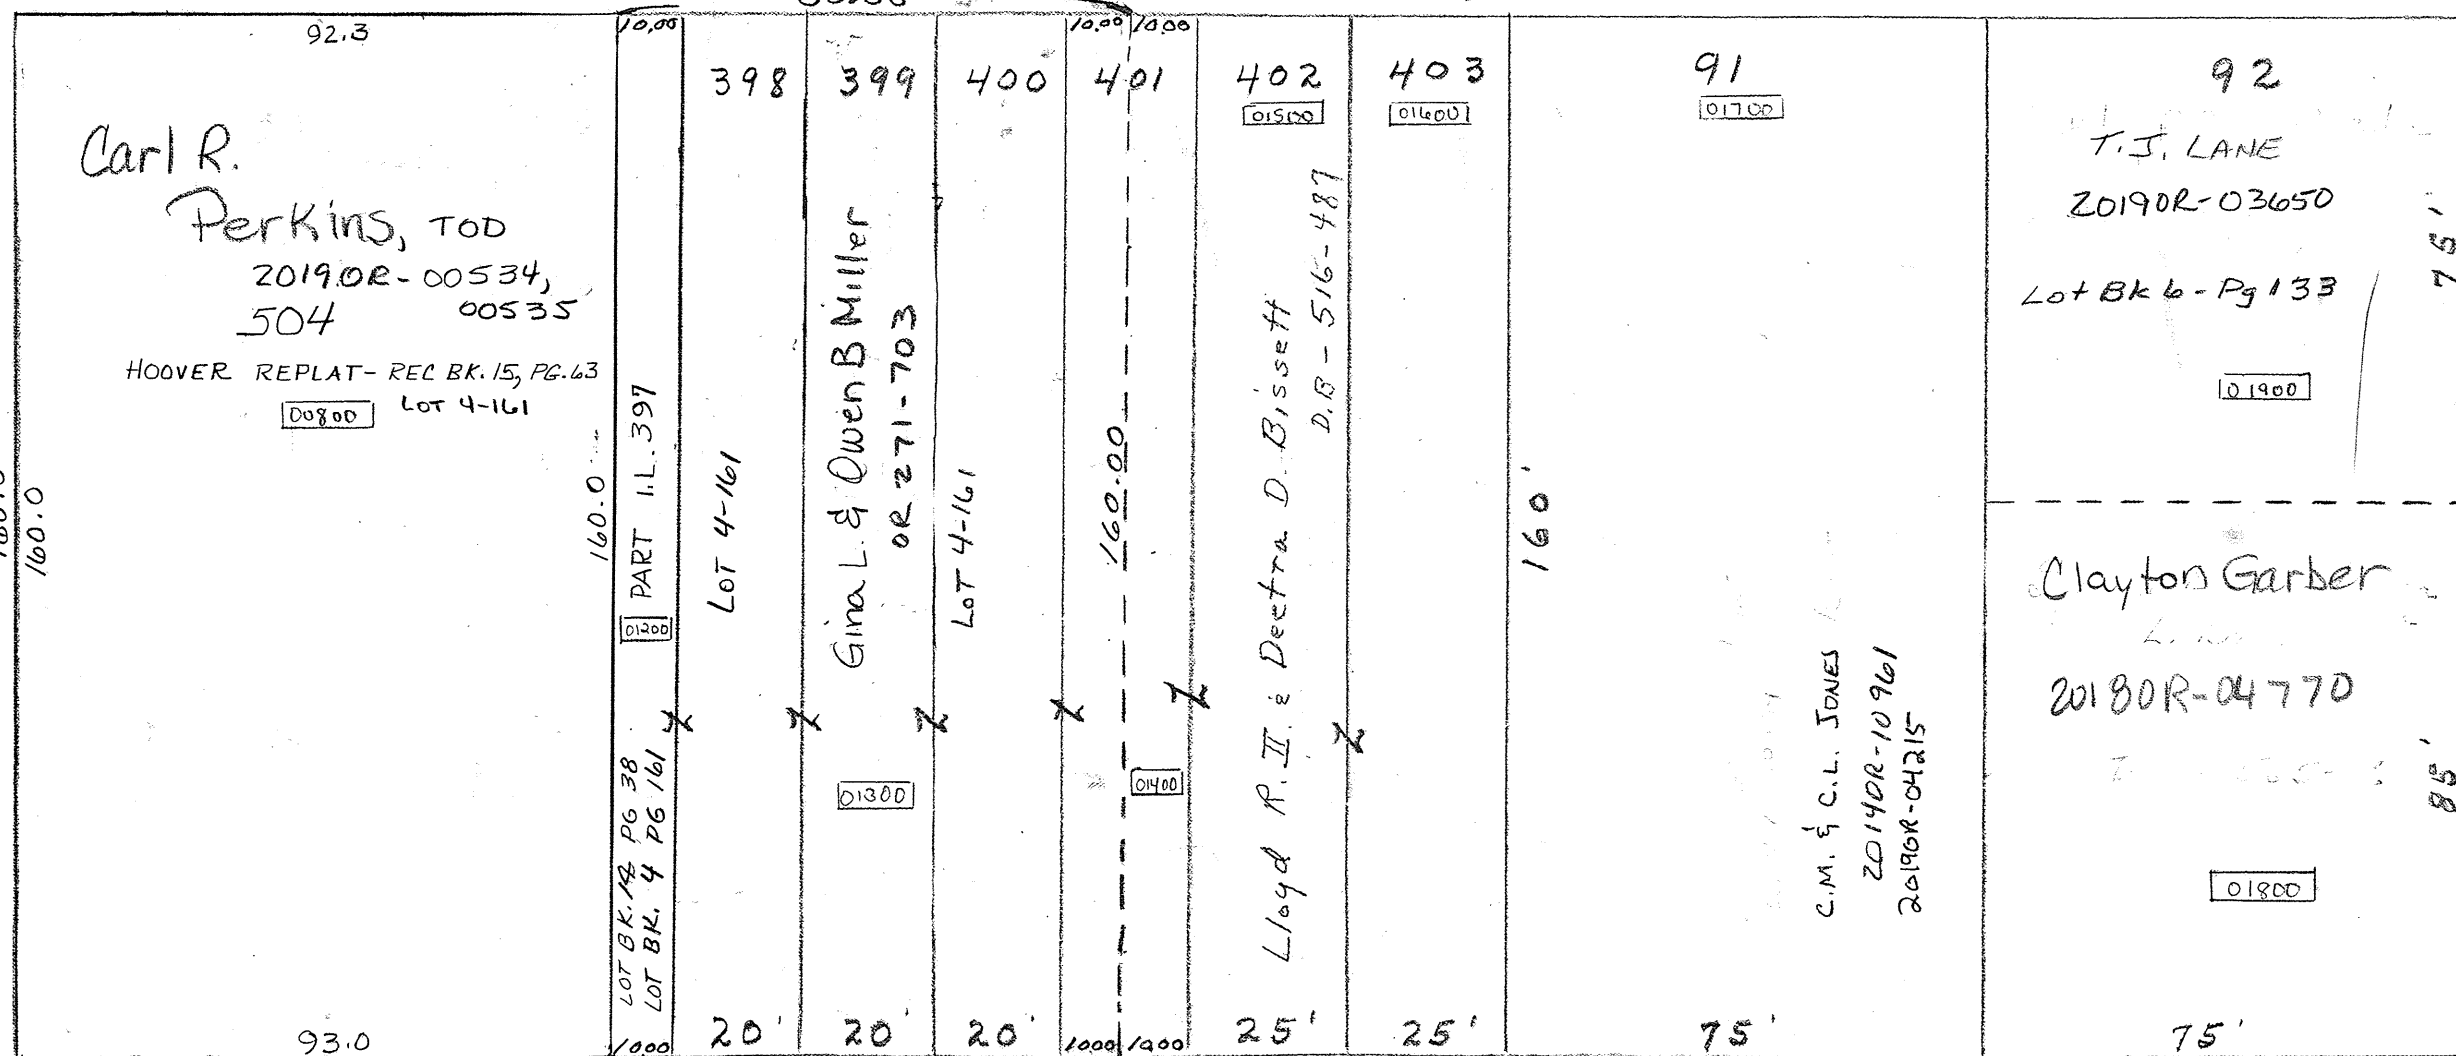 92.3
Carl R.
Perkins, TOD
2019OR-00534,
00535
504
HOOVER REPLAT- REC BK. 15, PG. 63
00800
LOT 4-161
160.0
160.0
93.0
10.00
PART I.L. 397
01200
LOT BK. 14 PG 38
LOT BK. 4 PG 161
10.00
398
LOT 4-161
20'
399
Gina L. & Owen B Miller
OR 271-703
01300
20'
400
LOT 4-161
20'
10.00
10.00
401
160.00
01400
10.00
10.00
402
01500
Lloyd R. II. & Deetra D. Bissett
D.B - 516-487
25'
403
01600
25'
91
01700
160'
C.M. & C.L. JONES
2014OR-10961
2019OR-04215
75'
92
T.J. LANE
2019OR-03650
Lot Bk 6 - Pg 133
01900
75'
Clayton Garber
2018OR-04770
01800
85'
75'